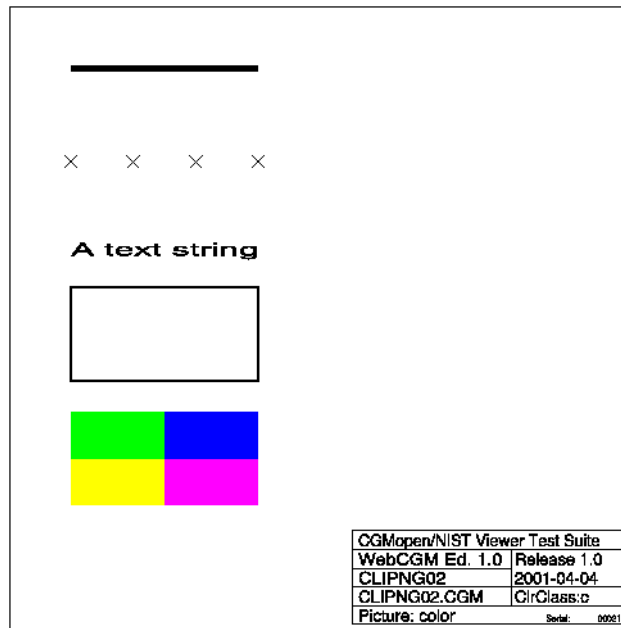 A text string
CGMopen/NIST Viewer Test Suite
WebCGM Ed. 1.0 Release 1.0
CLIPNG02 2001-04-04
CLIPNG02.CGM ClrClass:c
Picture: color Serial: